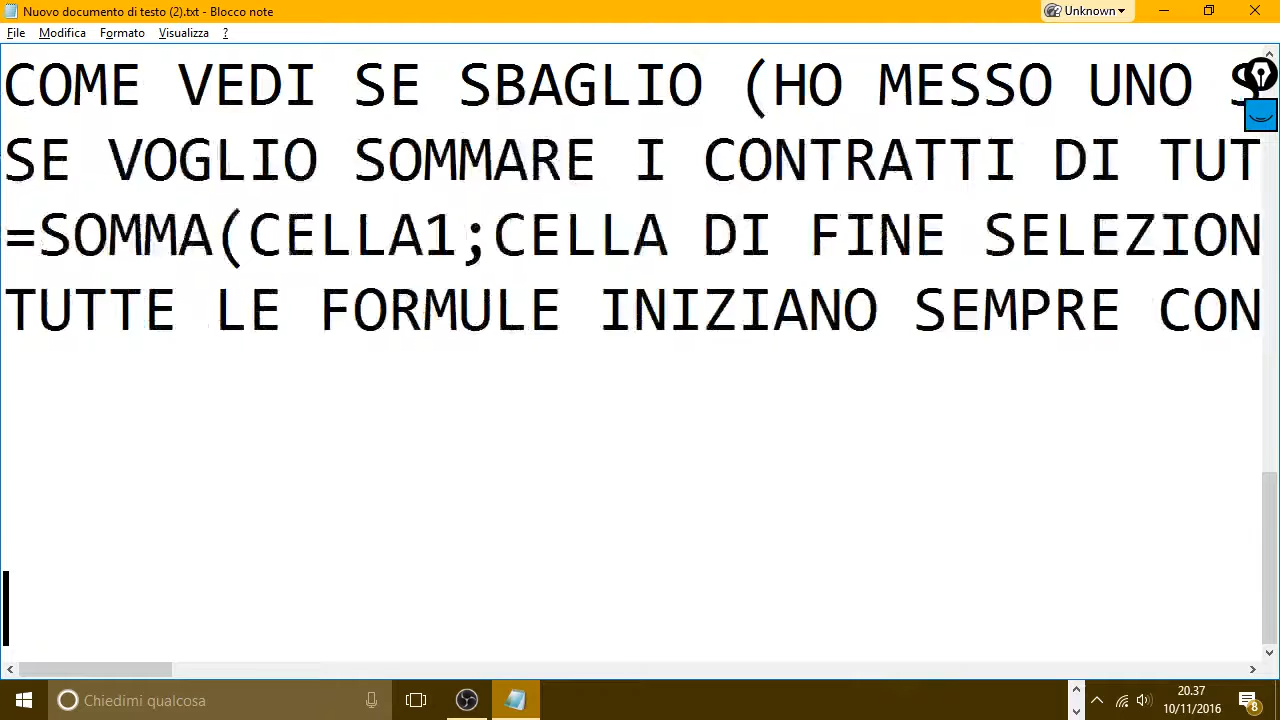 Nuovo documento di testo (2).txt - Blocco note
Unknown
File Modifica Formato Visualizza ?
COME VEDI SE SBAGLIO (HO MESSO UNO
SE VOGLIO SOMMARE I CONTRATTI DI TUT
=SOMMA(CELLA1;CELLA DI FINE SELEZION
TUTTE LE FORMULE INIZIANO SEMPRE CON
Chiedimi qualcosa
20.37
10/11/2016
8